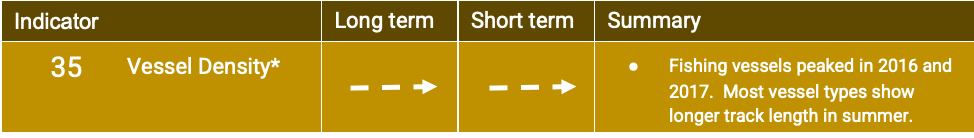 Indicator Long term Short term Summary
35 Vessel Density*
● Fishing vessels peaked in 2016 and
2017. Most vessel types show
longer track length in summer.